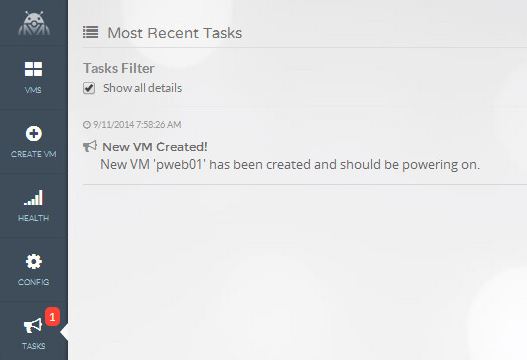 Most Recent Tasks
Tasks Filter
Show all details
9/11/2014 7:58:26 AM
New VM Created!
New VM 'pweb01' has been created and should be powering on.
VMS
CREATE VM
HEALTH
CONFIG
1
TASKS